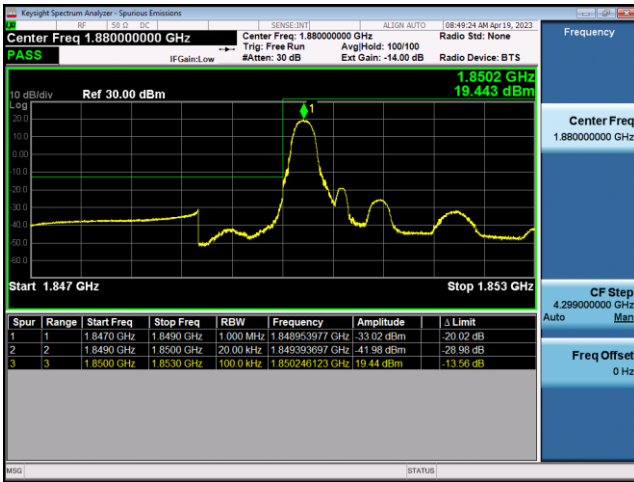 Keysight Spectrum Analyzer - Spurious Emissions
RF 50 Ω DC SENSE:INT ALIGN AUTO 08:49:24 AM Apr 19, 2023
Center Freq 1.880000000 GHz
Center Freq: 1.880000000 GHz Radio Std: None
Trig: Free Run Avg|Hold: 100/100
PASS IFGain:Low #Atten: 30 dB Ext Gain: -14.00 dB Radio Device: BTS
1.8502 GHz
19.443 dBm
10 dB/div Ref 30.00 dBm
Log
20.0
10.0
0.00
-10.0
-20.0
-30.0
-40.0
-50.0
-60.0
1
Start 1.847 GHz Stop 1.853 GHz
Spur Range Start Freq Stop Freq RBW Frequency Amplitude Δ Limit
1 1 1.8470 GHz 1.8490 GHz 1.000 MHz 1.848953977 GHz -33.02 dBm -20.02 dB
2 2 1.8490 GHz 1.8500 GHz 20.00 kHz 1.849393697 GHz -41.98 dBm -28.98 dB
3 3 1.8500 GHz 1.8530 GHz 100.0 kHz 1.850246123 GHz 19.44 dBm -13.56 dB
Frequency
Center Freq
1.880000000 GHz
CF Step
4.299000000 GHz
Auto Man
Freq Offset
0 Hz
MSG STATUS